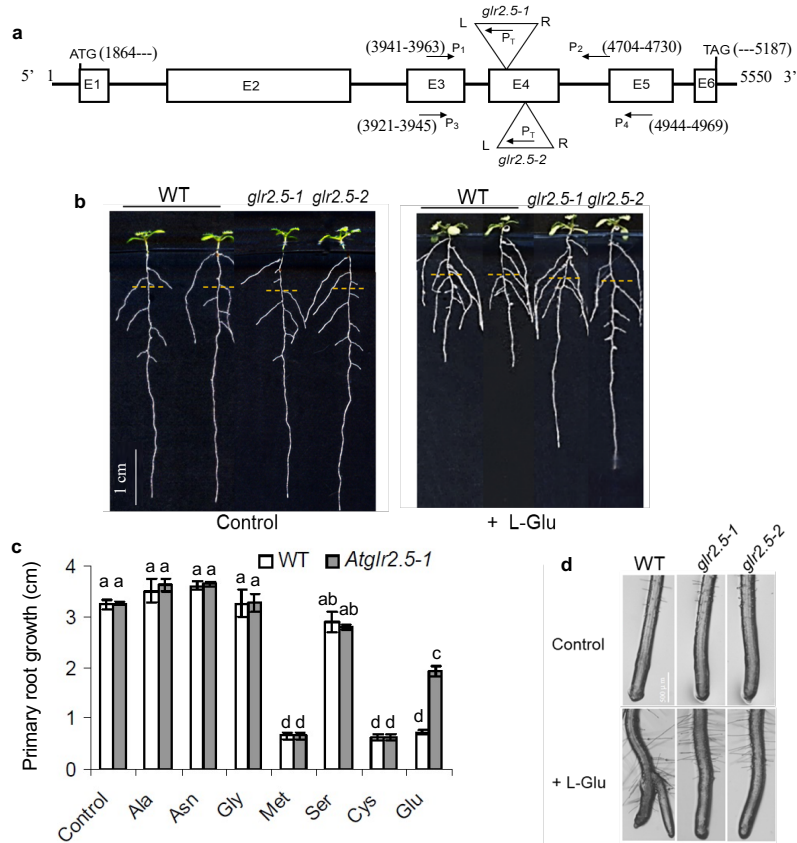 a
glr2.5-1
L R
P_T
(3941-3963) P₁ P₂ (4704-4730)
ATG (1864---) TAG (---5187)
5’ 1 E1 E2 E3 E4 E5 E6 5550 3’
(3921-3945) P₃ P₄ (4944-4969)
P_T
L R
glr2.5-2
b
WT glr2.5-1 glr2.5-2 WT glr2.5-1 glr2.5-2
1 cm
Control + L-Glu
c
WT Atglr2.5-1
Primary root growth (cm)
4
3
2
1
0
a a a a a a a a d d ab ab d d d c
Control Ala Asn Gly Met Ser Cys Glu
d
WT glr2.5-1 glr2.5-2
Control
500 µm
+ L-Glu